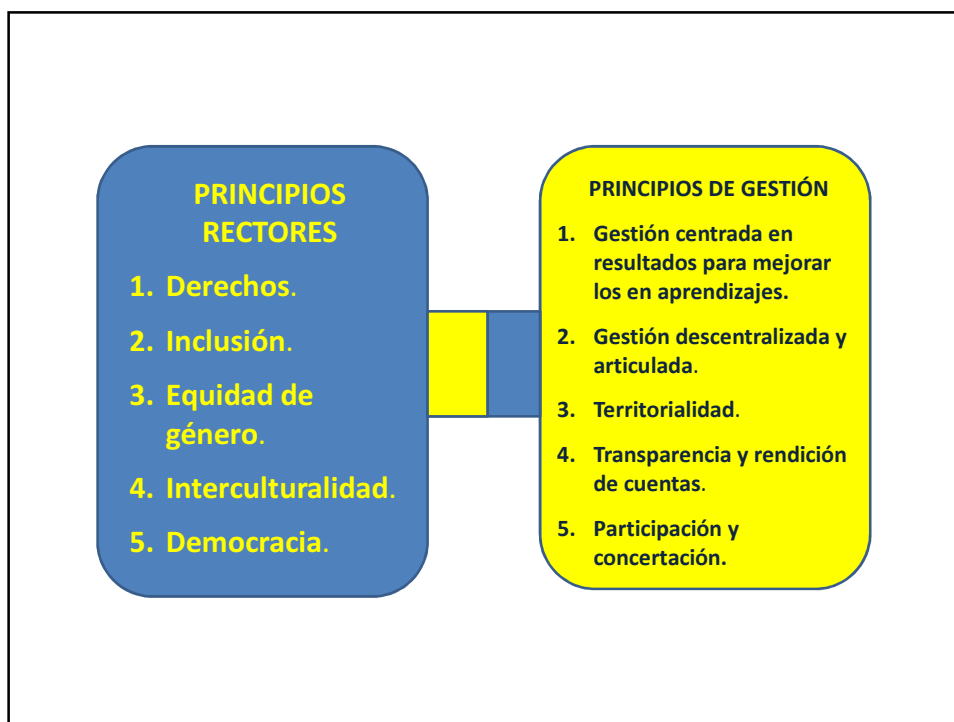 PRINCIPIOS
RECTORES
1. Derechos.
2. Inclusión.
3. Equidad de
género.
4. Interculturalidad.
5. Democracia.
PRINCIPIOS DE GESTIÓN
1. Gestión centrada en
resultados para mejorar
los en aprendizajes.
2. Gestión descentralizada y
articulada.
3. Territorialidad.
4. Transparencia y rendición
de cuentas.
5. Participación y
concertación.